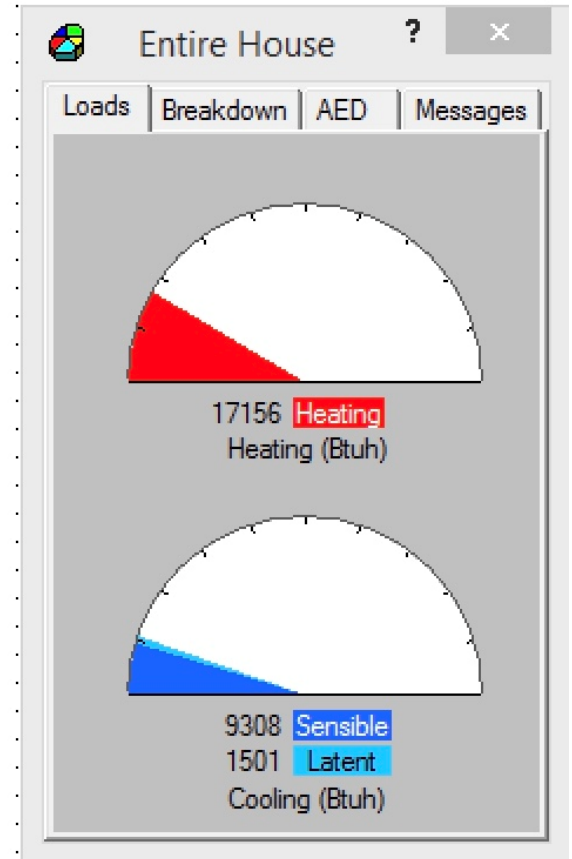 Entire House ? ×
Loads Breakdown AED Messages
17156 Heating
Heating (Btuh)
9308 Sensible
1501 Latent
Cooling (Btuh)